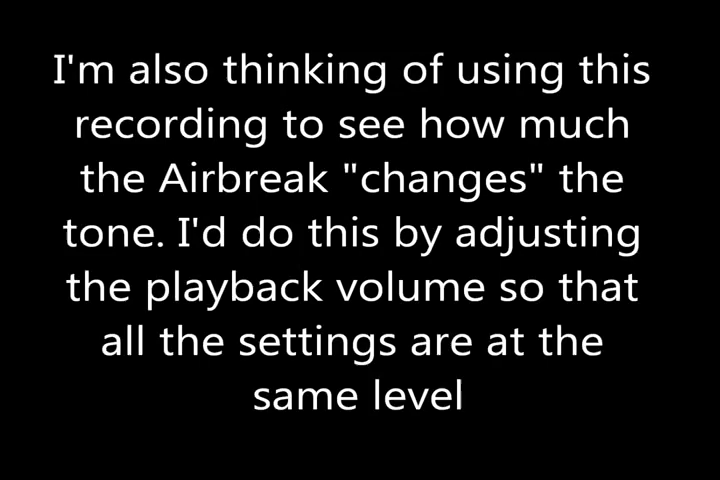 I'm also thinking of using this
recording to see how much
the Airbreak "changes" the
tone. I'd do this by adjusting
the playback volume so that
all the settings are at the
same level